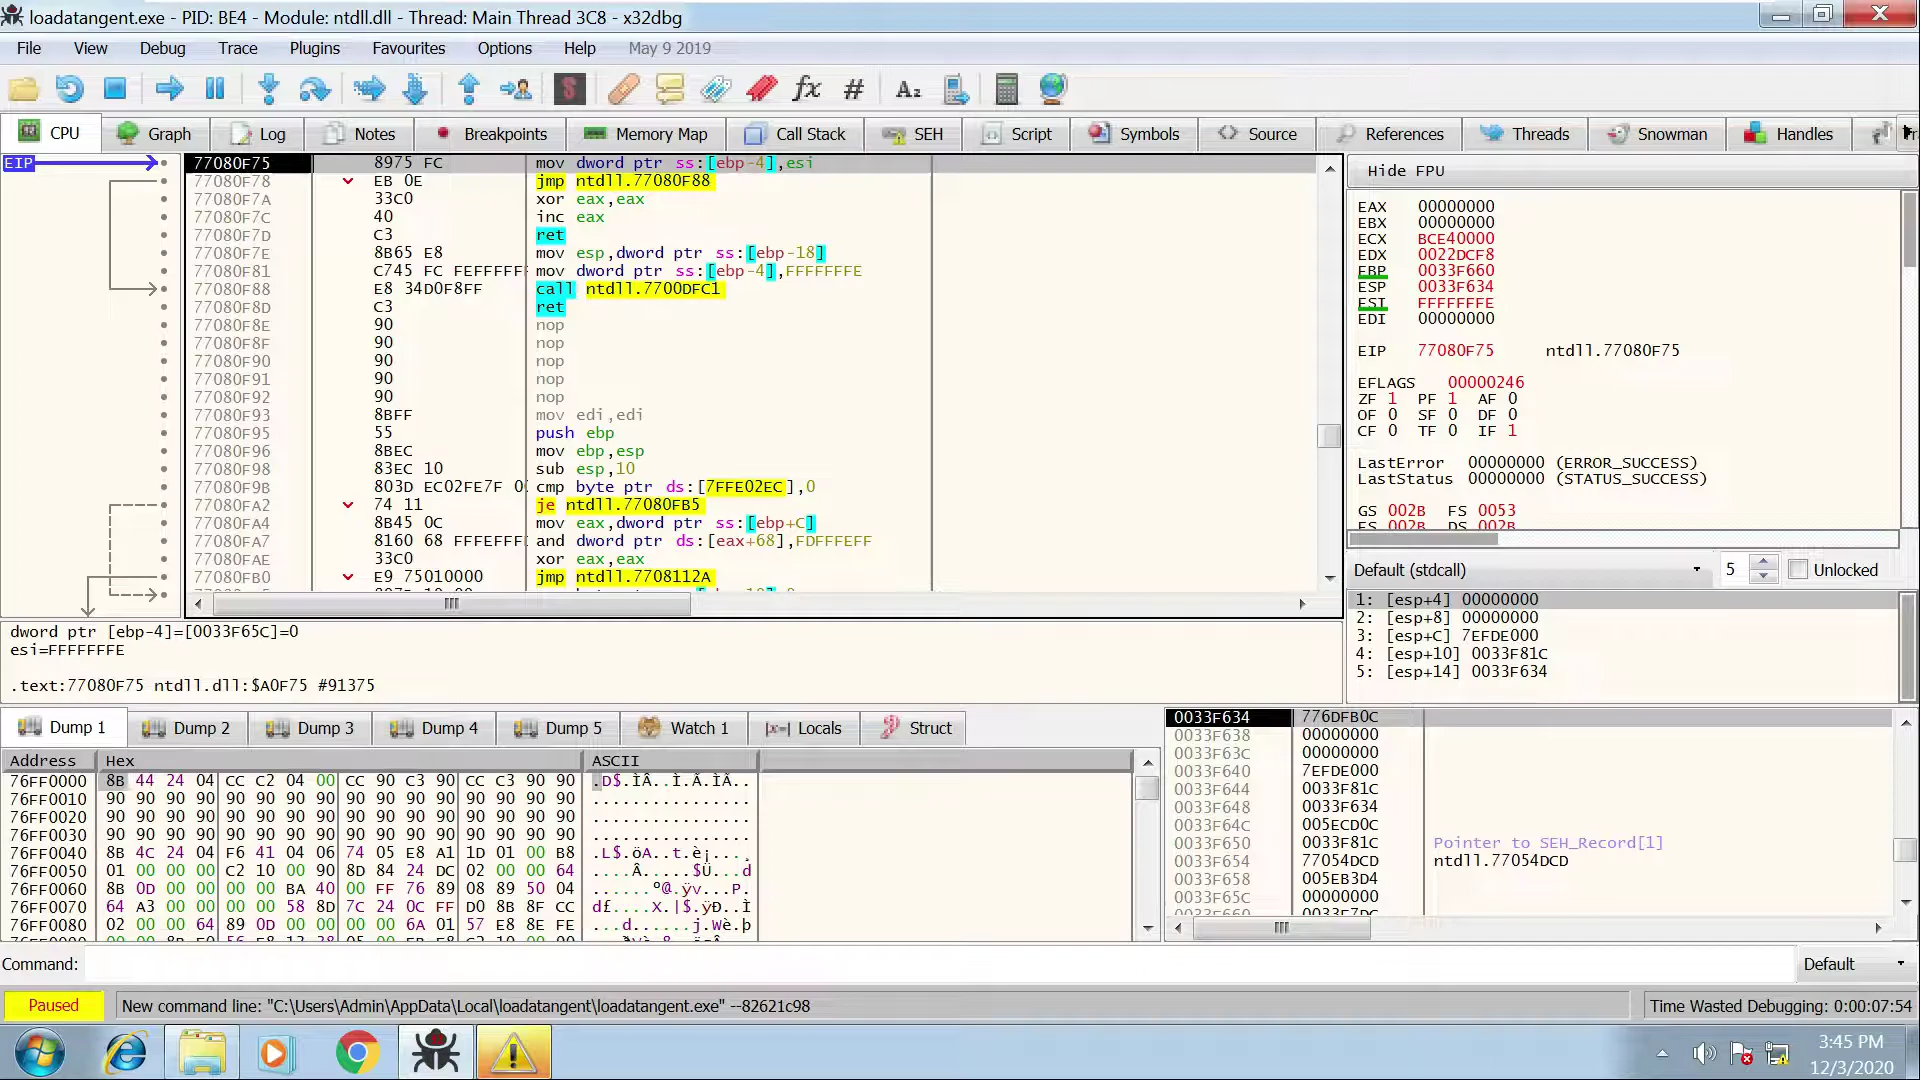 loadatangent.exe - PID: BE4 - Module: ntdll.dll - Thread: Main Thread 3C8 - x32dbg
File View Debug Trace Plugins Favourites Options Help May 9 2019
CPU Graph Log Notes Breakpoints Memory Map Call Stack SEH Script Symbols Source References Threads Snowman Handles
EIP 77080F75 8975 FC mov dword ptr ss:[ebp-4],esi
77080F78 EB 0E jmp ntdll.77080F88
77080F7A 33C0 xor eax,eax
77080F7C 40 inc eax
77080F7D C3 ret
77080F7E 8B65 E8 mov esp,dword ptr ss:[ebp-18]
77080F81 C745 FC FEFFFFFF mov dword ptr ss:[ebp-4],FFFFFFFE
77080F88 E8 34D0F8FF call ntdll.7700DFC1
77080F8D C3 ret
77080F8E 90 nop
77080F8F 90 nop
77080F90 90 nop
77080F91 90 nop
77080F92 90 nop
77080F93 8BFF mov edi,edi
77080F95 55 push ebp
77080F96 8BEC mov ebp,esp
77080F98 83EC 10 sub esp,10
77080F9B 803D EC02FE7F 0 cmp byte ptr ds:[7FFE02EC],0
77080FA2 74 11 je ntdll.77080FB5
77080FA4 8B45 0C mov eax,dword ptr ss:[ebp+C]
77080FA7 8160 68 FFFEFFF mov and dword ptr ds:[eax+68],FDFFFEFF
77080FAE 33C0 xor eax,eax
77080FB0 E9 75010000 jmp ntdll.7708112A
Hide FPU
EAX 00000000
EBX 00000000
ECX BCE40000
EDX 0022DCF8
EBP 0033F660
ESP 0033F634
ESI FFFFFFFE
EDI 00000000
EIP 77080F75 ntdll.77080F75
EFLAGS 00000246
ZF 1 PF 1 AF 0
OF 0 SF 0 DF 0
CF 0 TF 0 IF 1
LastError 00000000 (ERROR_SUCCESS)
LastStatus 00000000 (STATUS_SUCCESS)
GS 002B FS 0053
ES 002B DS 002B
Default (stdcall) 5 Unlocked
1: [esp+4] 00000000
2: [esp+8] 00000000
3: [esp+C] 7EFDE000
4: [esp+10] 0033F81C
5: [esp+14] 0033F634
dword ptr [ebp-4]=[0033F65C]=0
esi=FFFFFFFE
.text:77080F75 ntdll.dll:$A0F75 #91375
Dump 1 Dump 2 Dump 3 Dump 4 Dump 5 Watch 1 Locals Struct
Address Hex ASCII
76FF0000 8B 44 24 04 CC C2 04 00 CC 90 C3 90 CC C3 90 90 .D$.ÌÂ..Ì.Ã.ÌÃ..
76FF0010 90 90 90 90 90 90 90 90 90 90 90 90 90 90 90 90 ................
76FF0020 90 90 90 90 90 90 90 90 90 90 90 90 90 90 90 90 ................
76FF0030 90 90 90 90 90 90 90 90 90 90 90 90 90 90 90 90 ................
76FF0040 8B 4C 24 04 F6 41 04 06 74 05 E8 A1 1D 01 00 B8 .L$.öA..t.è¡...¸
76FF0050 01 00 00 00 C2 10 00 90 8D 84 24 DC 02 00 00 64 ....Â.....$Ü...d
76FF0060 8B 0D 00 00 00 00 BA 40 00 FF 76 89 08 89 50 04 ......º@.ÿv...P.
76FF0070 64 A3 00 00 00 00 58 8D 7C 24 0C FF D0 8B 8F CC d£....X.|$.ÿÐ..Ì
76FF0080 02 00 00 64 89 0D 00 00 00 00 6A 01 57 E8 8E FE ...d......j.Wè.þ
0033F634 776DFB0C
0033F638 00000000
0033F63C 00000000
0033F640 7EFDE000
0033F644 0033F81C
0033F648 0033F634
0033F64C 005ECD0C
0033F650 0033F81C Pointer to SEH_Record[1]
0033F654 77054DCD ntdll.77054DCD
0033F658 005EB3D4
0033F65C 00000000
0033F660 0033F7DC
Command: Default
Paused New command line: "C:\Users\Admin\AppData\Local\loadatangent\loadatangent.exe" --82621c98 Time Wasted Debugging: 0:00:07:54
3:45 PM
12/3/2020